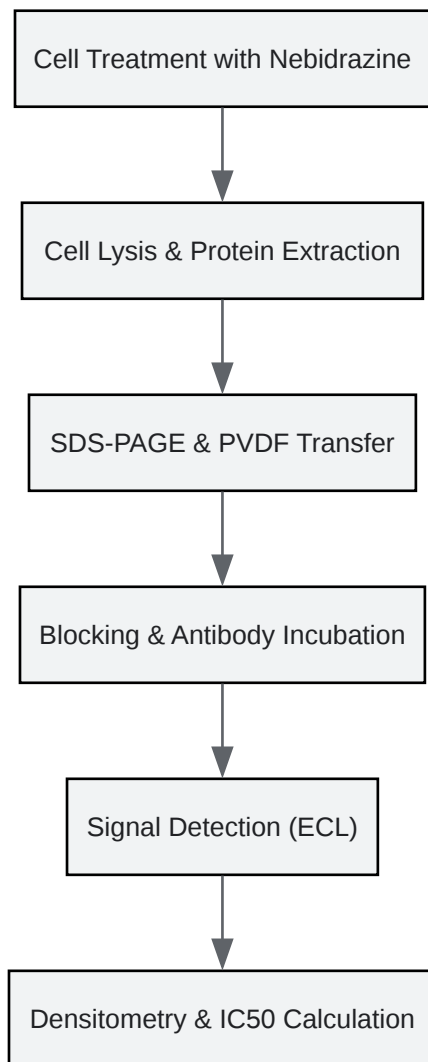 Cell Treatment with Nebidrazine
Cell Lysis & Protein Extraction
SDS-PAGE & PVDF Transfer
Blocking & Antibody Incubation
Signal Detection (ECL)
Densitometry & IC50 Calculation